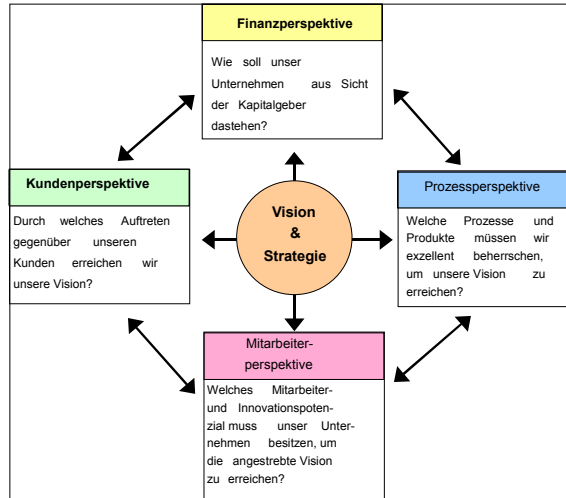 Finanzperspektive
Wie soll unser
Unternehmen aus Sicht
der Kapitalgeber
dastehen?
Kundenperspektive
Durch welches Auftreten
gegenüber unseren
Kunden erreichen wir
unsere Vision?
Vision
&
Strategie
Prozessperspektive
Welche Prozesse und
Produkte müssen wir
exzellent beherrschen,
um unsere Vision zu
erreichen?
Mitarbeiter-
perspektive
Welches Mitarbeiter-
und Innovationspoten-
zial muss unser Unter-
nehmen besitzen, um
die angestrebte Vision
zu erreichen?